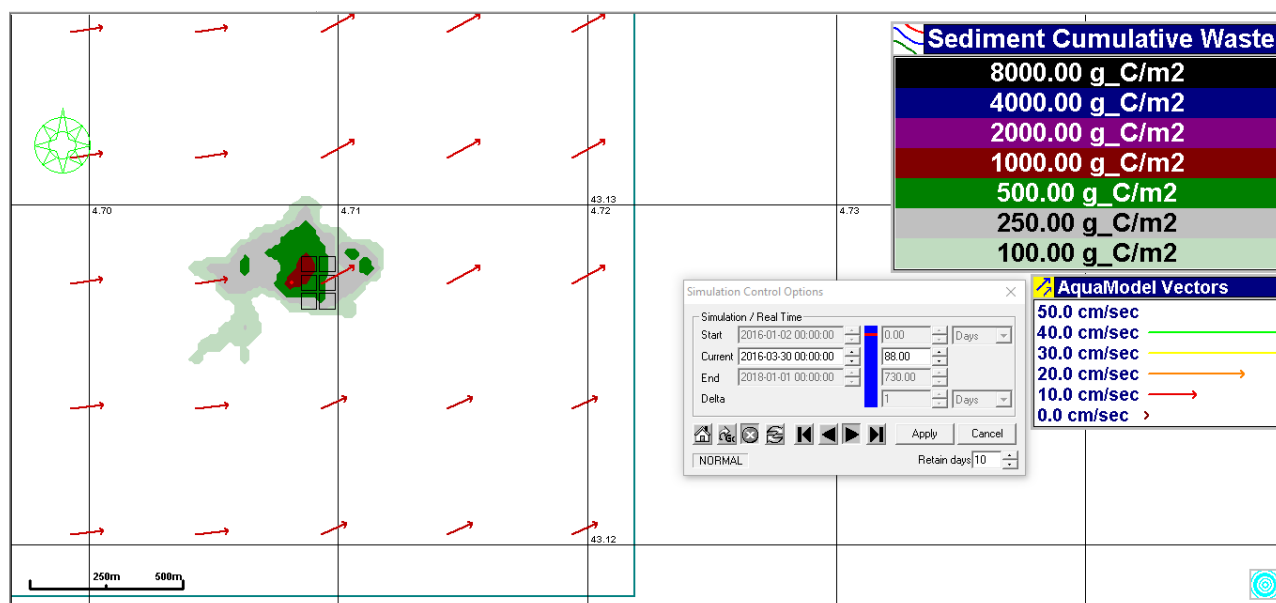 Sediment Cumulative Waste
8000.00 g_C/m2
4000.00 g_C/m2
2000.00 g_C/m2
1000.00 g_C/m2
500.00 g_C/m2
250.00 g_C/m2
100.00 g_C/m2
43.13
4.70
4.71
4.72
4.73
AquaModel Vectors
50.0 cm/sec
40.0 cm/sec
30.0 cm/sec
20.0 cm/sec
10.0 cm/sec
0.0 cm/sec
Simulation Control Options
Simulation / Real Time
Start 2016-01-02 00:00:00 0.00 Days
Current 2016-03-30 00:00:00 88.00
End 2018-01-01 00:00:00 730.00
Delta 1 Days
Apply Cancel
NORMAL Retain days 10
43.12
250m 500m